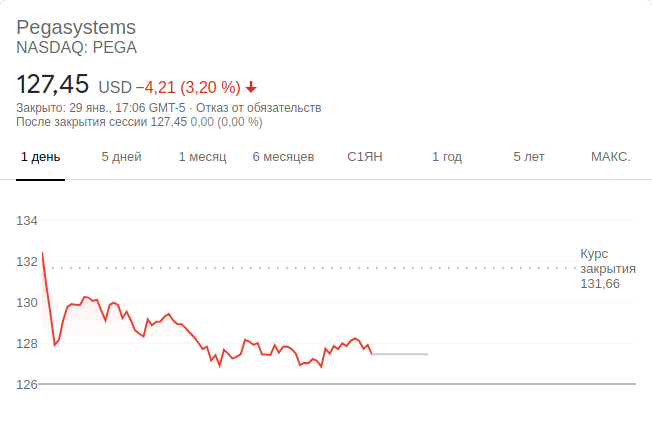 Pegasystems
NASDAQ: PEGA
127,45 USD −4,21 (3,20 %)
Закрыто: 29 янв., 17:06 GMT-5 · Отказ от обязательств
После закрытия сессии 127,45 0,00 (0,00 %)
1 день 5 дней 1 месяц 6 месяцев С1ЯН 1 год 5 лет МАКС.
134
132
130
128
126
Курс
закрытия
131,66